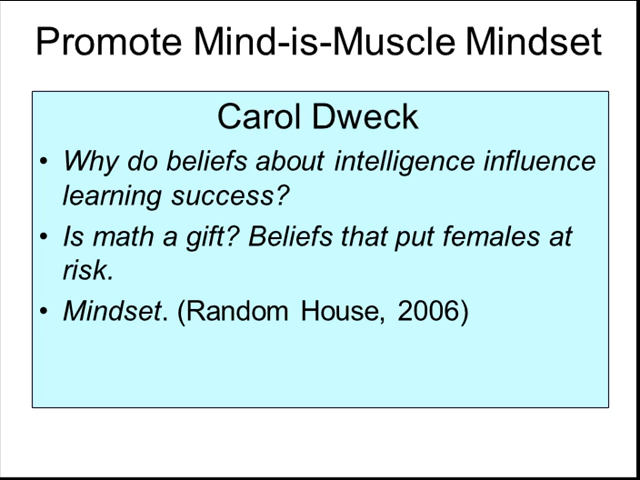 Promote Mind-is-Muscle Mindset
Carol Dweck
• Why do beliefs about intelligence influence
learning success?
• Is math a gift? Beliefs that put females at
risk.
• Mindset. (Random House, 2006)